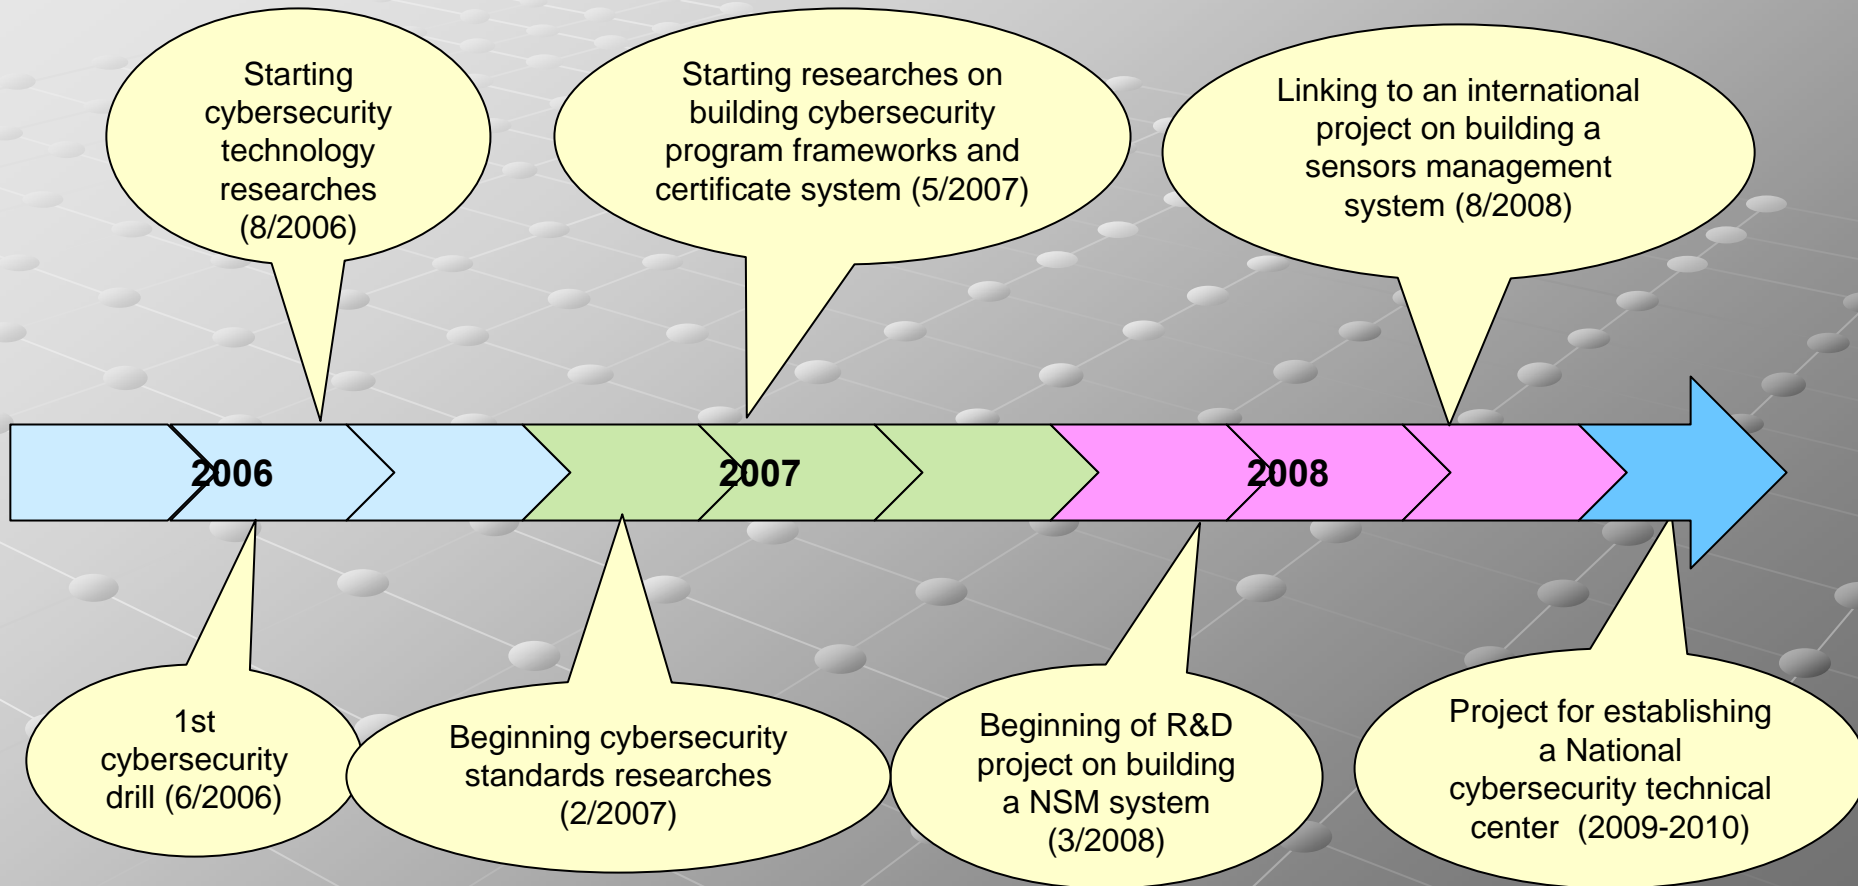 Starting
cybersecurity
technology
researches
(8/2006)
Starting researches on
building cybersecurity
program frameworks and
certificate system (5/2007)
Linking to an international
project on building a
sensors management
system (8/2008)
2006
2007
2008
1st
cybersecurity
drill (6/2006)
Beginning cybersecurity
standards researches
(2/2007)
Beginning of R&D
project on building
a NSM system
(3/2008)
Project for establishing
a National
cybersecurity technical
center (2009-2010)